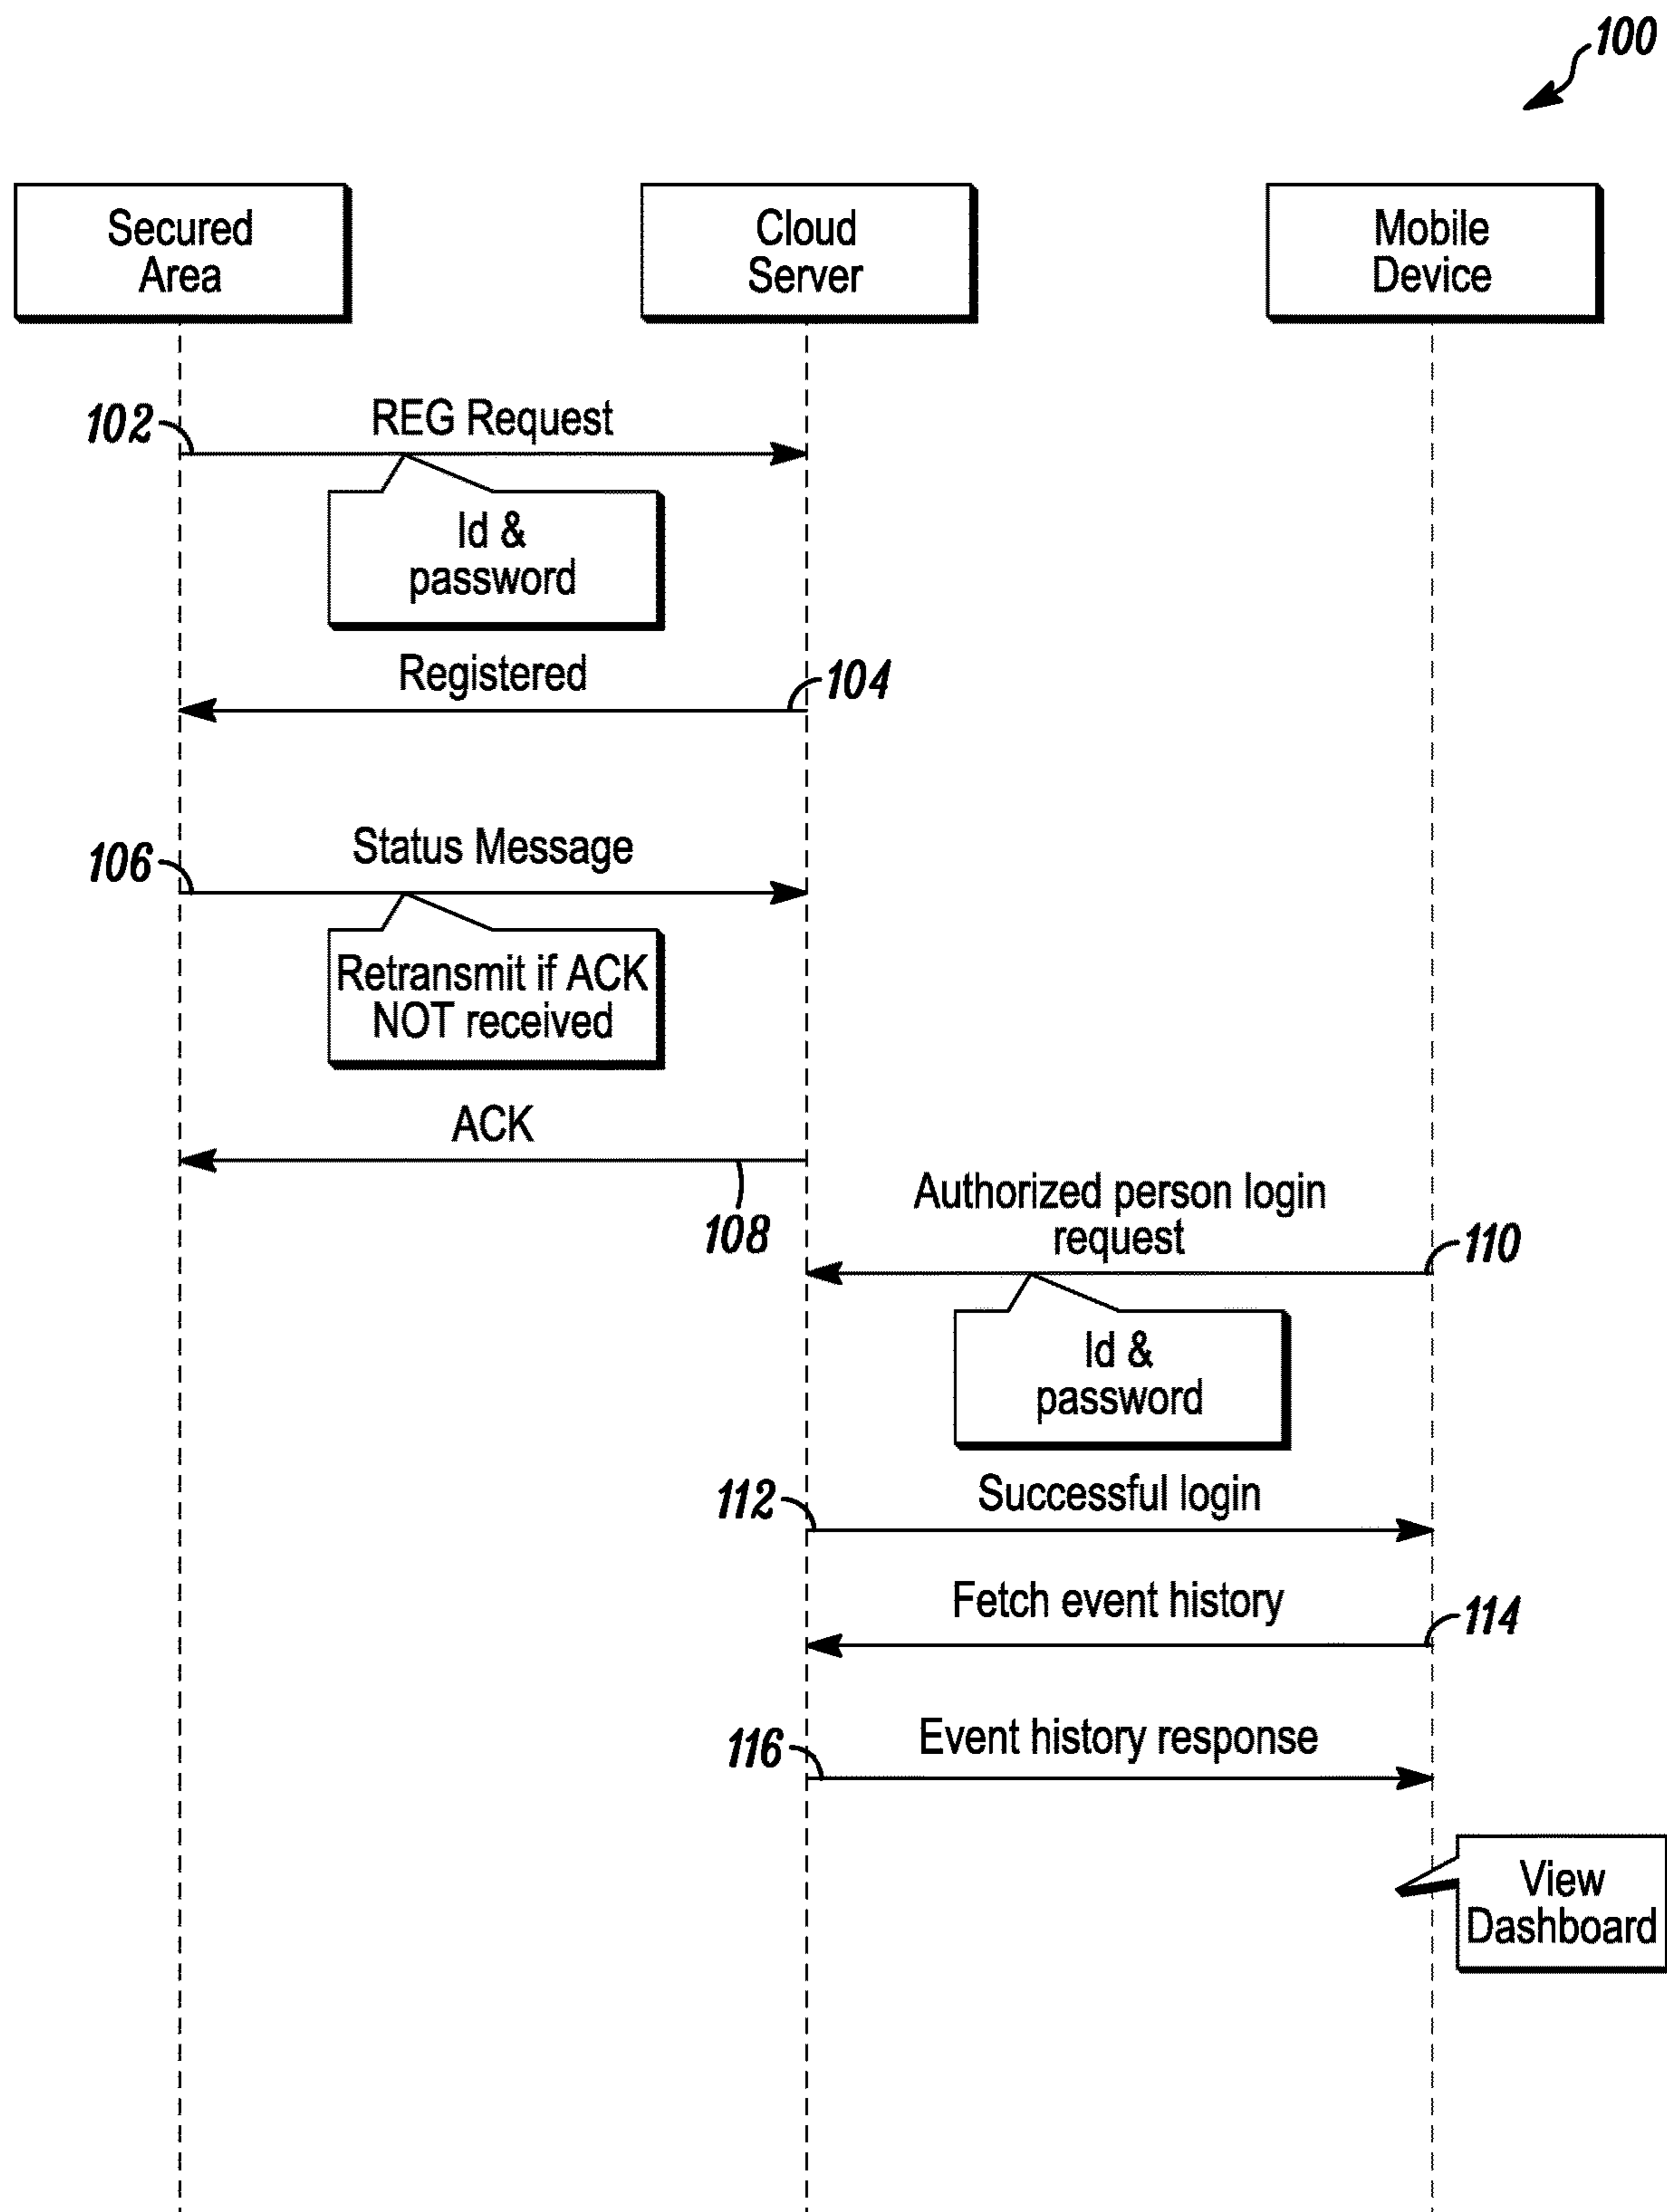 100
Secured
Area
Cloud
Server
Mobile
Device
102
REG Request
Id &
password
Registered
104
106
Status Message
Retransmit if ACK
NOT received
ACK
108
Authorized person login
request
110
Id &
password
112
Successful login
Fetch event history
114
116
Event history response
View
Dashboard